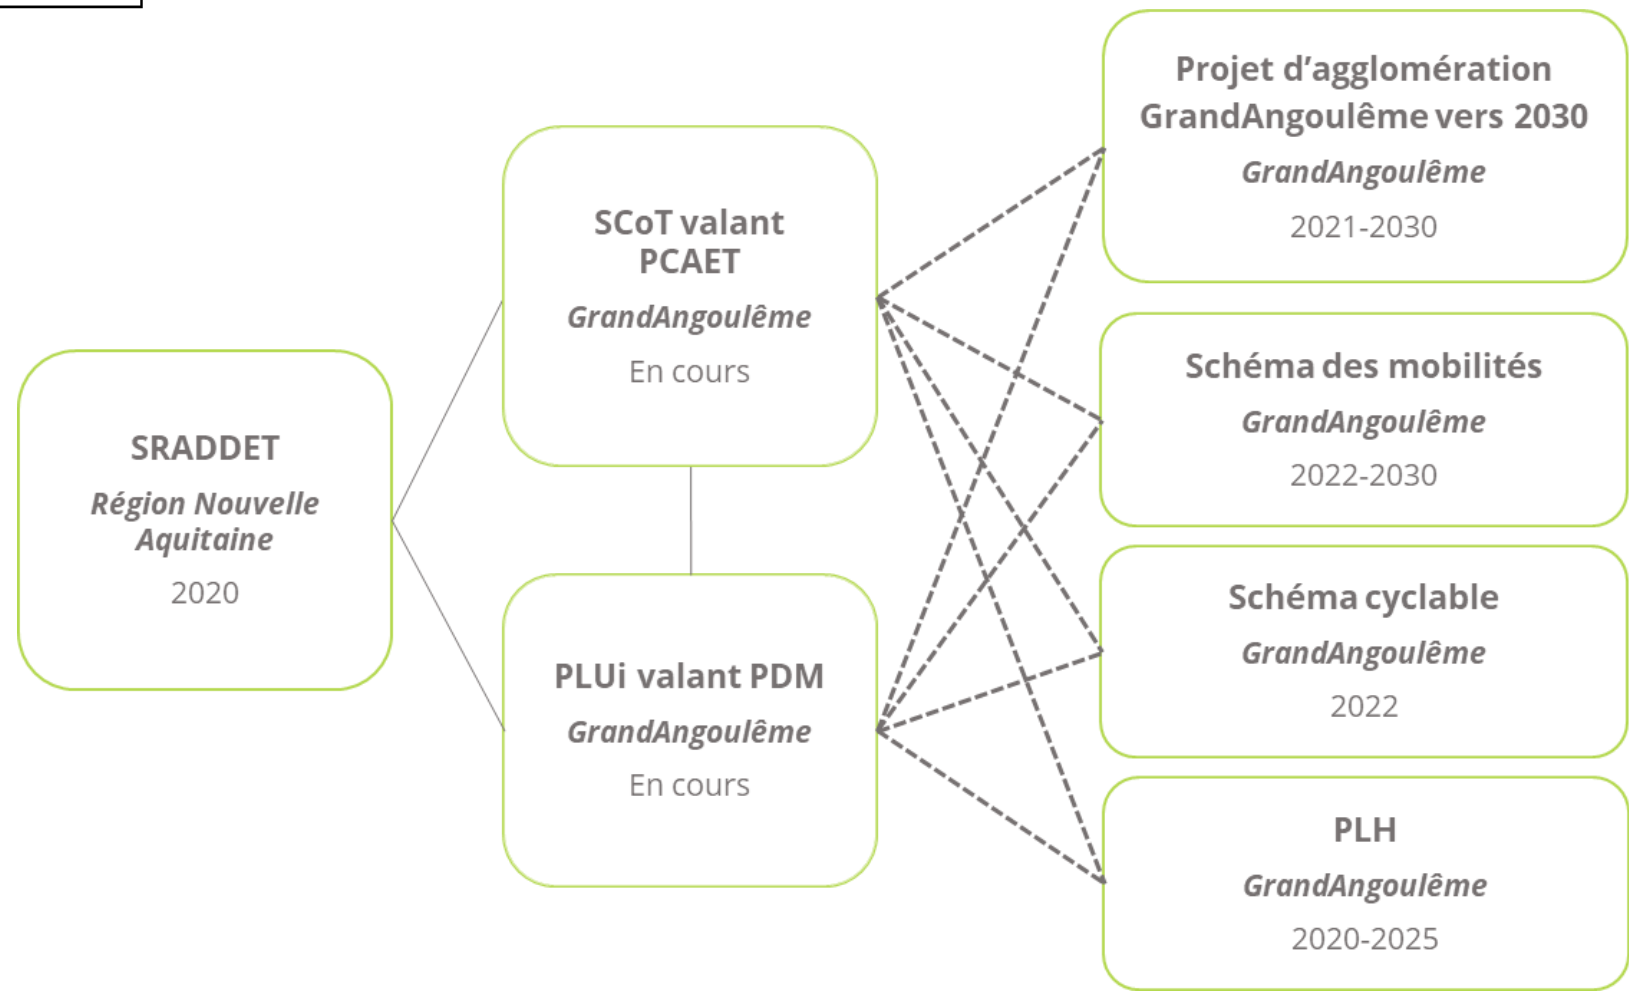 SRADDET
Région Nouvelle
Aquitaine
2020
SCoT valant
PCAET
GrandAngoulême
En cours
PLUi valant PDM
GrandAngoulême
En cours
Projet d’agglomération
GrandAngoulême vers 2030
GrandAngoulême
2021-2030
Schéma des mobilités
GrandAngoulême
2022-2030
Schéma cyclable
GrandAngoulême
2022
PLH
GrandAngoulême
2020-2025